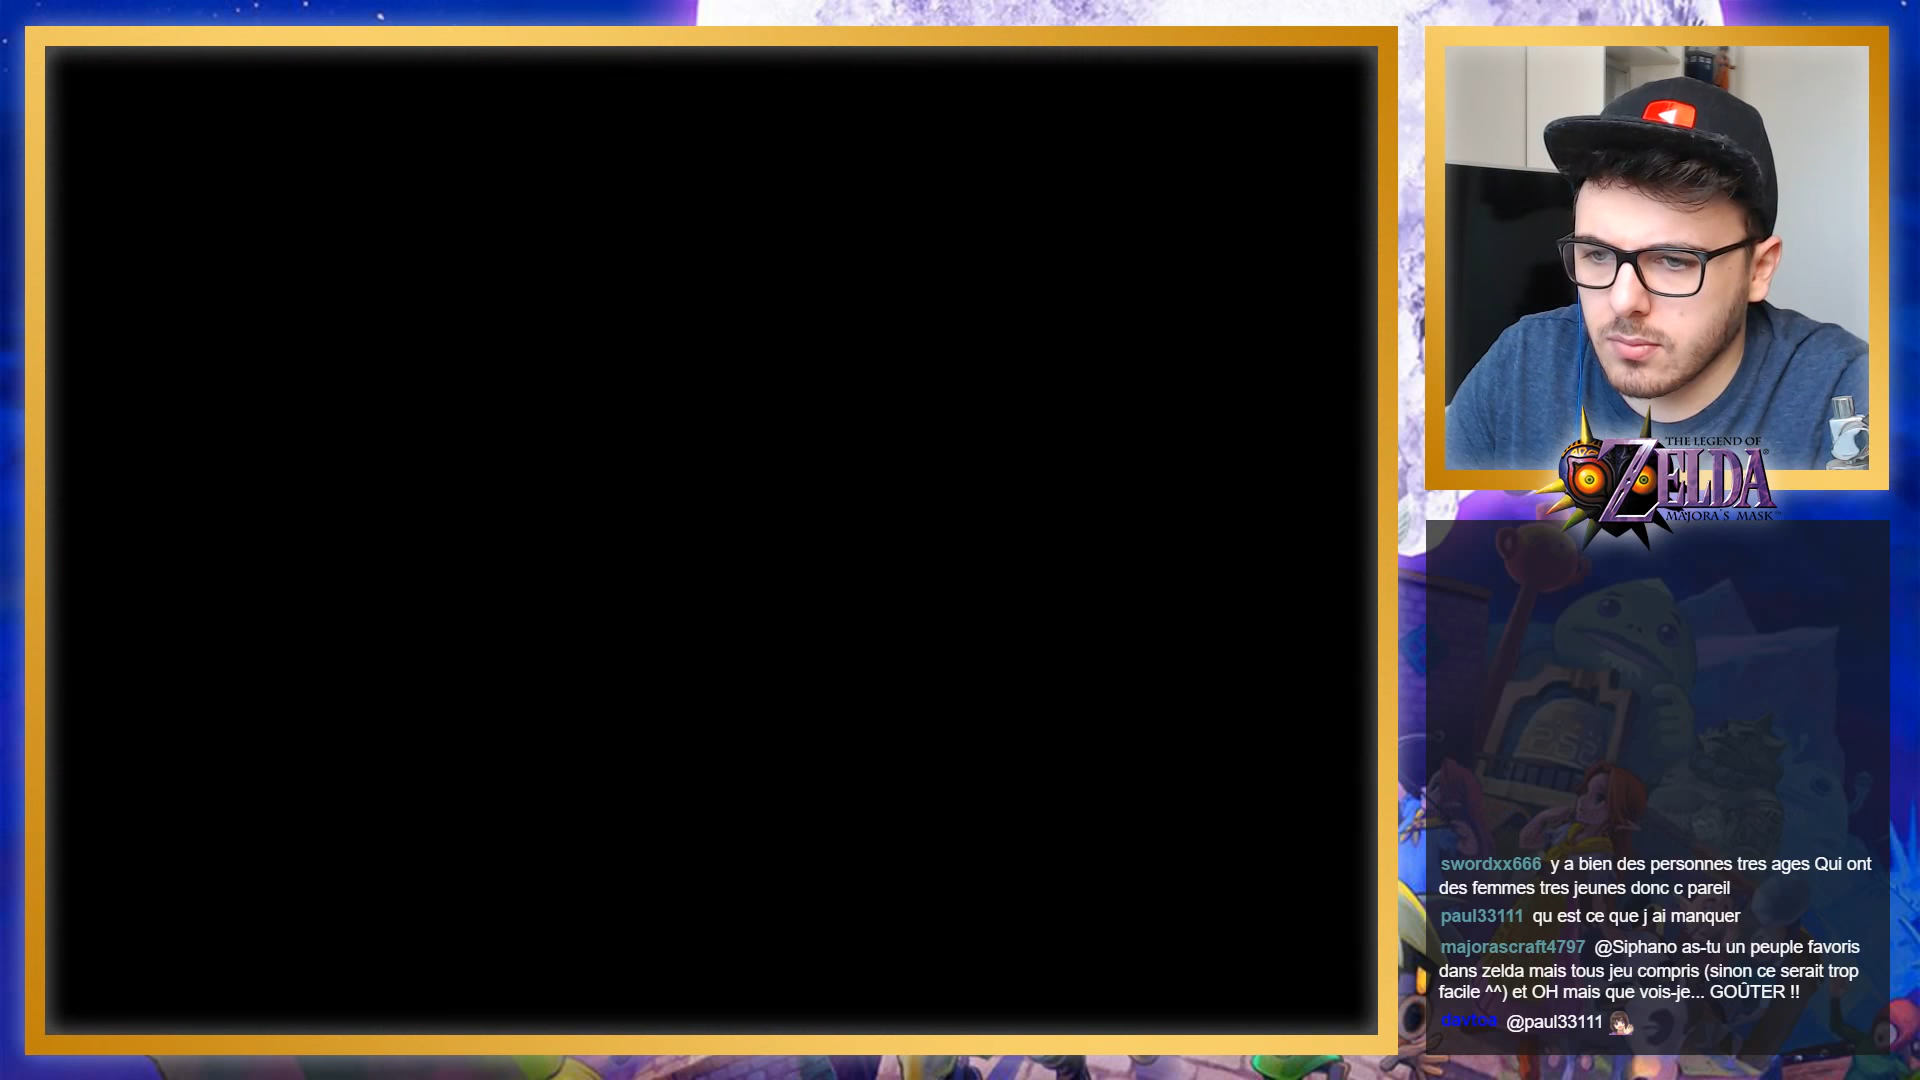 THE LEGEND OF
ZELDA
MAJORA'S MASK
swordxx666 y a bien des personnes tres ages Qui ont
des femmes tres jeunes donc c pareil
paul33111 qu est ce que j ai manquer
majorascraft4797 @Siphano as-tu un peuple favoris
dans zelda mais tous jeu compris (sinon ce serait trop
facile ^^) et OH mais que vois-je... GOÛTER !!
davtoa @paul33111